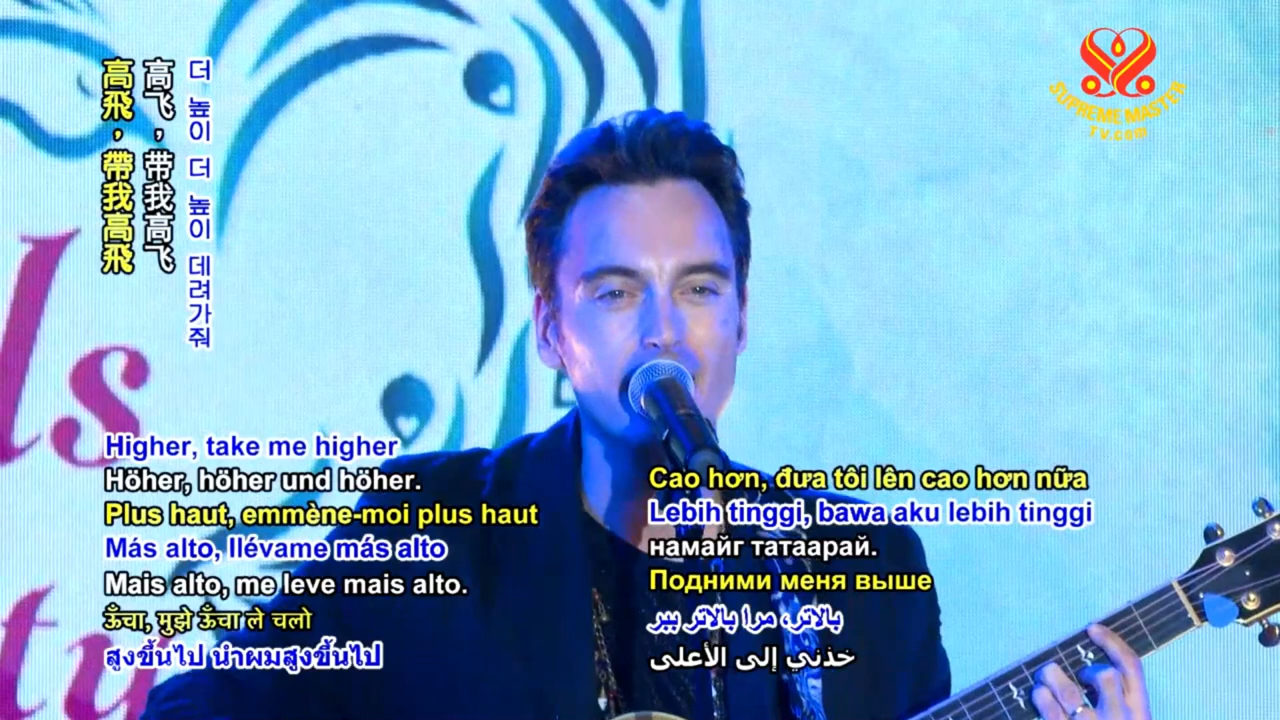 高飛，帶我高飛
高飞，带我高飞
더 높이 더 높이 데려가줘
SUPREME MASTER
TV.com
ls
ty
Higher, take me higher
Höher, höher und höher.
Plus haut, emmène-moi plus haut
Más alto, llévame más alto
Mais alto, me leve mais alto.
ऊँचा, मुझे ऊँचा ले चलो
สูงขึ้นไป นำผมสูงขึ้นไป
Cao hơn, đưa tôi lên cao hơn nữa
Lebih tinggi, bawa aku lebih tinggi
намайг татаарай.
Подними меня выше
بالاتر، مرا بالاتر ببر
خذني إلى الأعلى